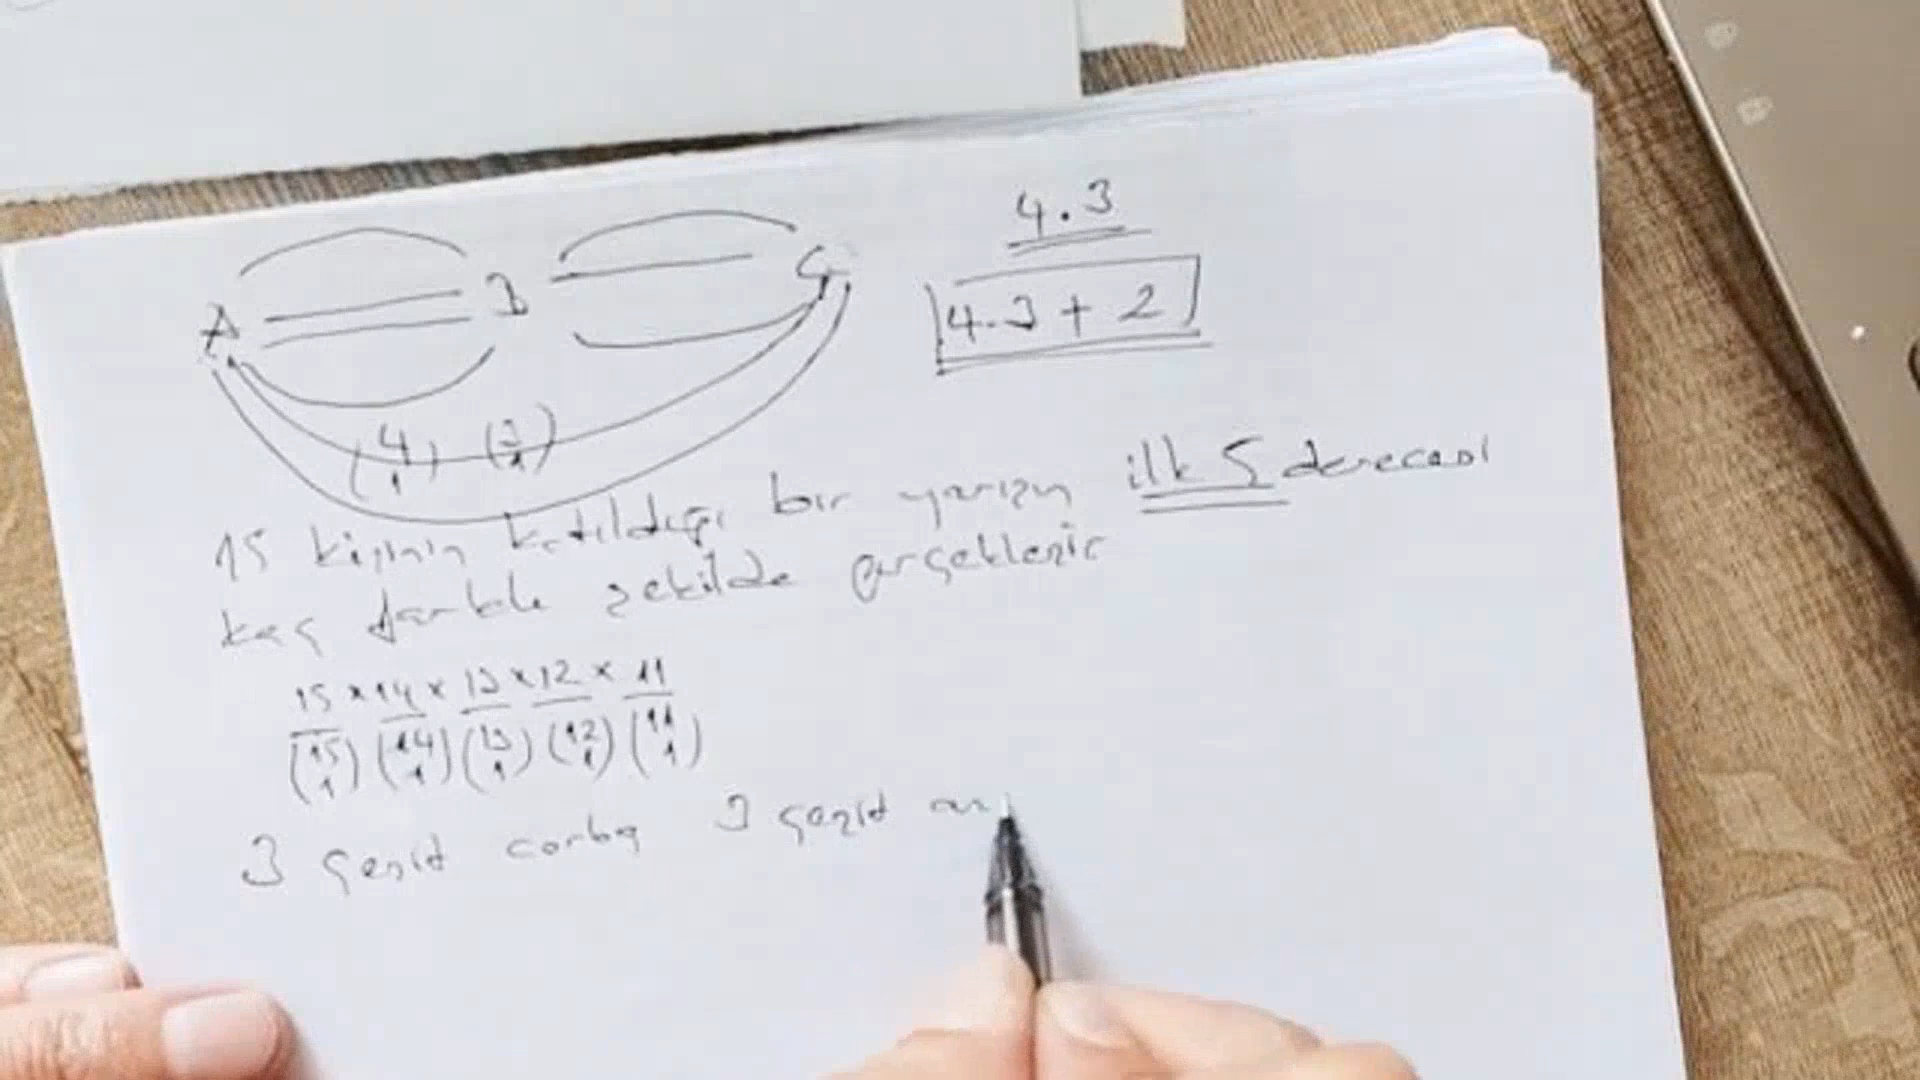 4.3
A B C
4.3+2
(4 1) (3 1)
15 kişinin katıldığı bir yarışın ilk 5 derecesi
kaç farklı şekilde gerçekleşir
15 x 14 x 13 x 12 x 11
(15 1) (14 1) (13 1) (12 1) (11 1)
3 çeşit çorba 3 çeşit